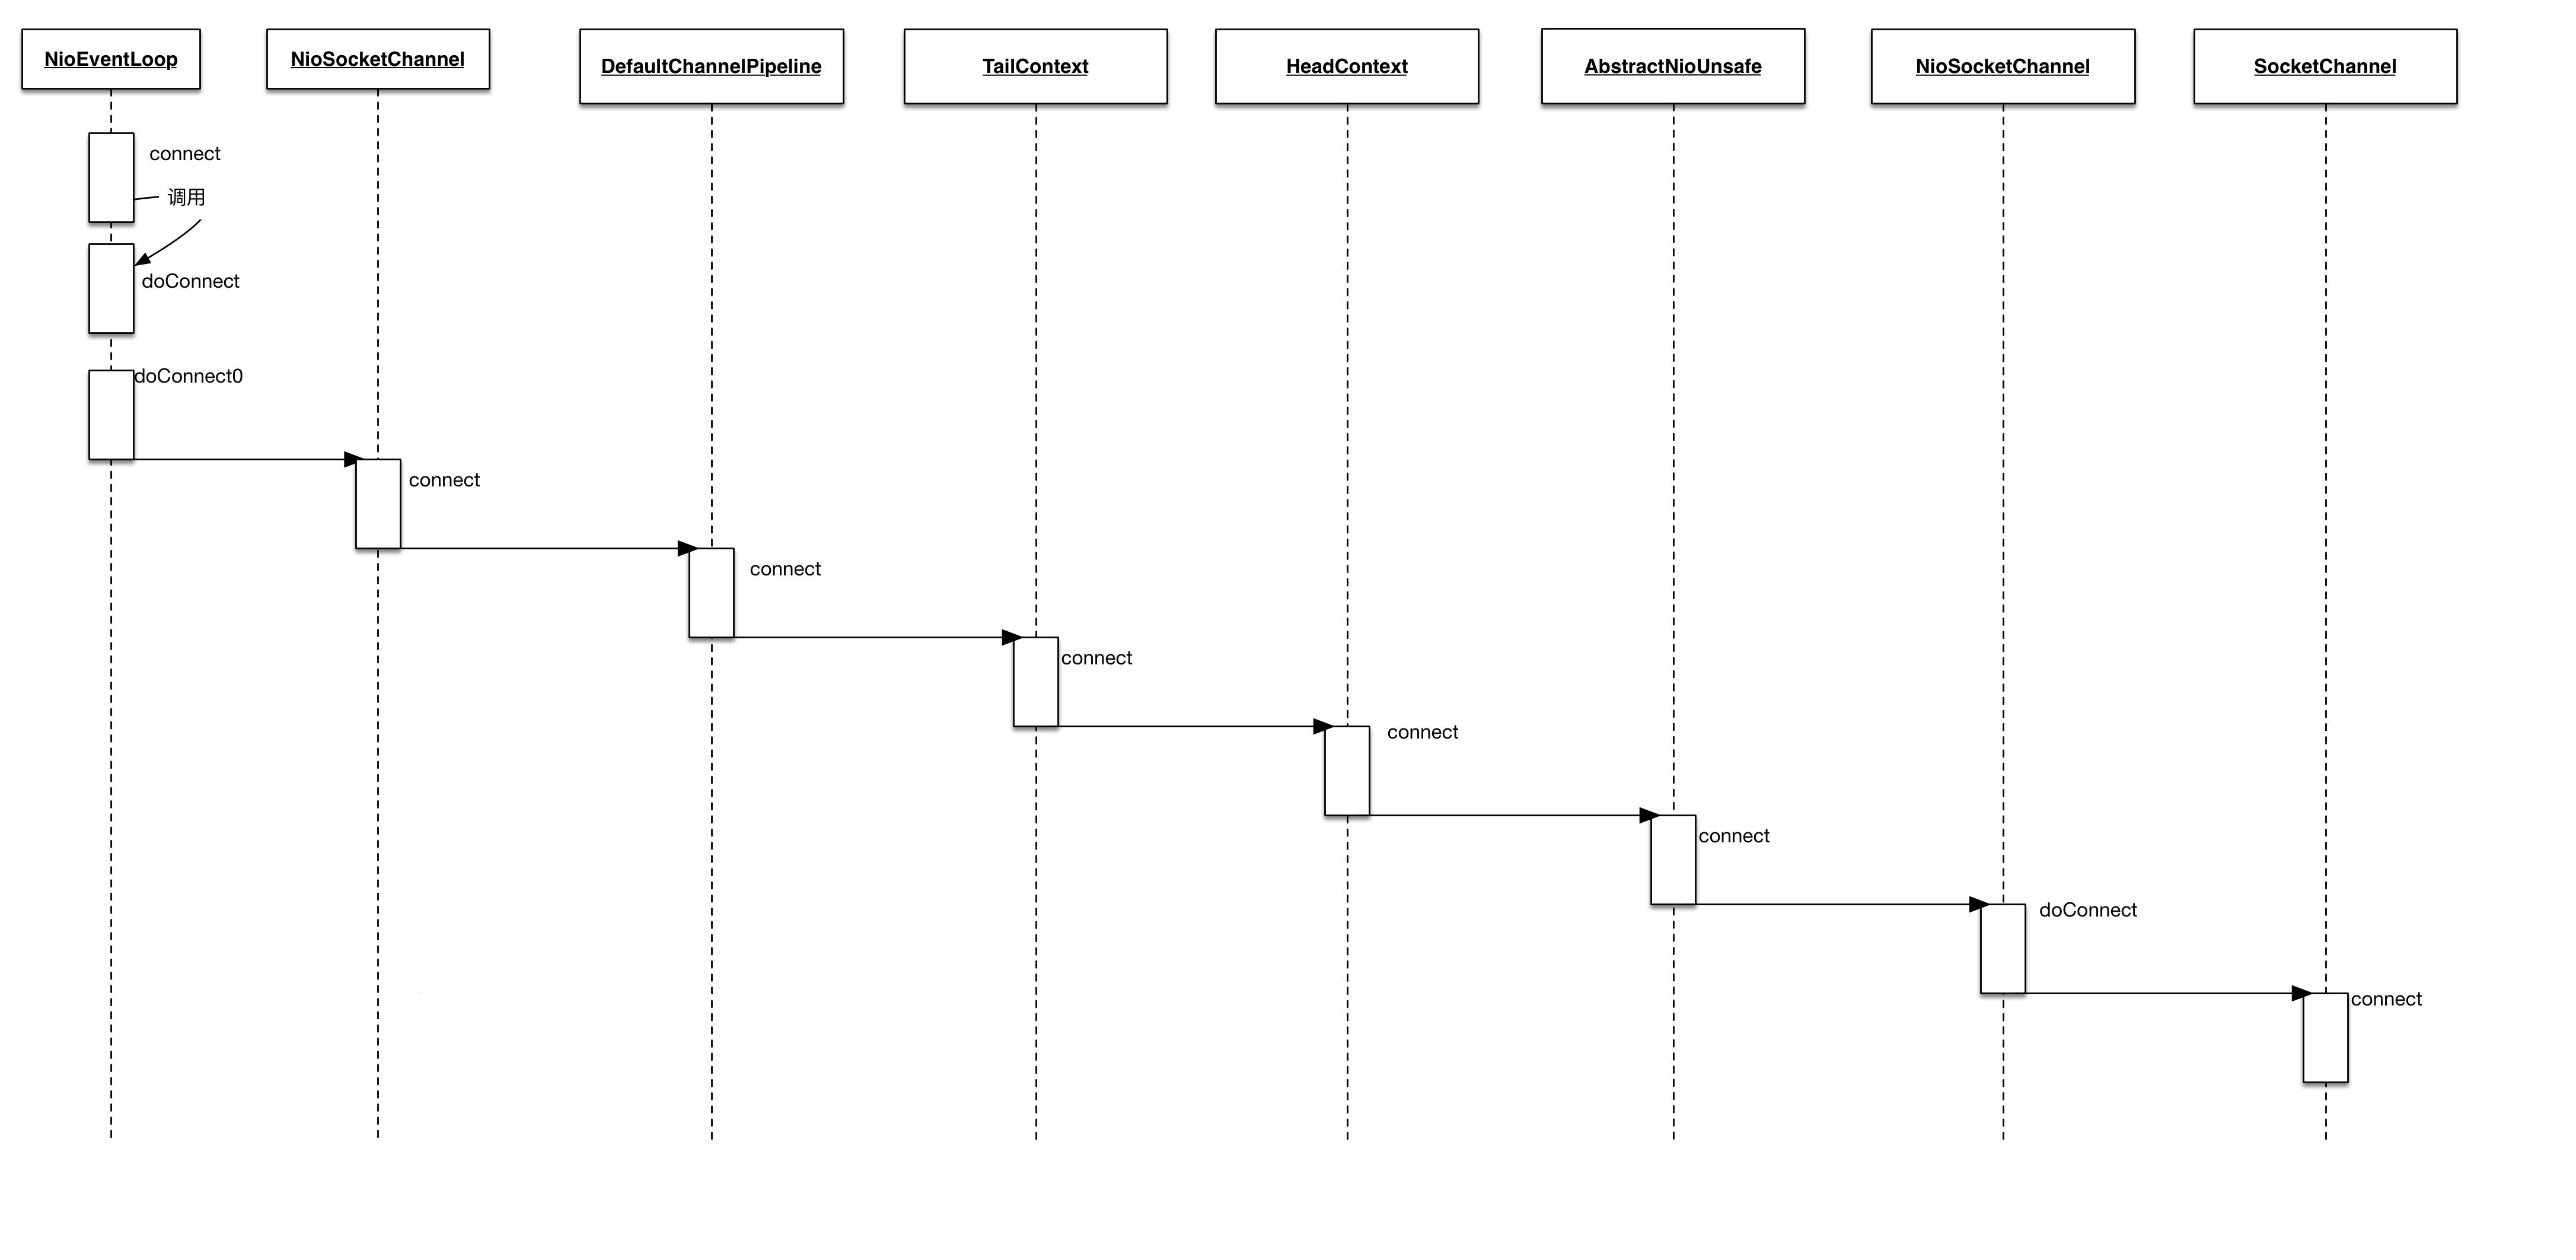 NioEventLoop
NioSocketChannel
DefaultChannelPipeline
TailContext
HeadContext
AbstractNioUnsafe
NioSocketChannel
SocketChannel
connect
调用
doConnect
doConnect0
connect
connect
connect
connect
connect
doConnect
connect